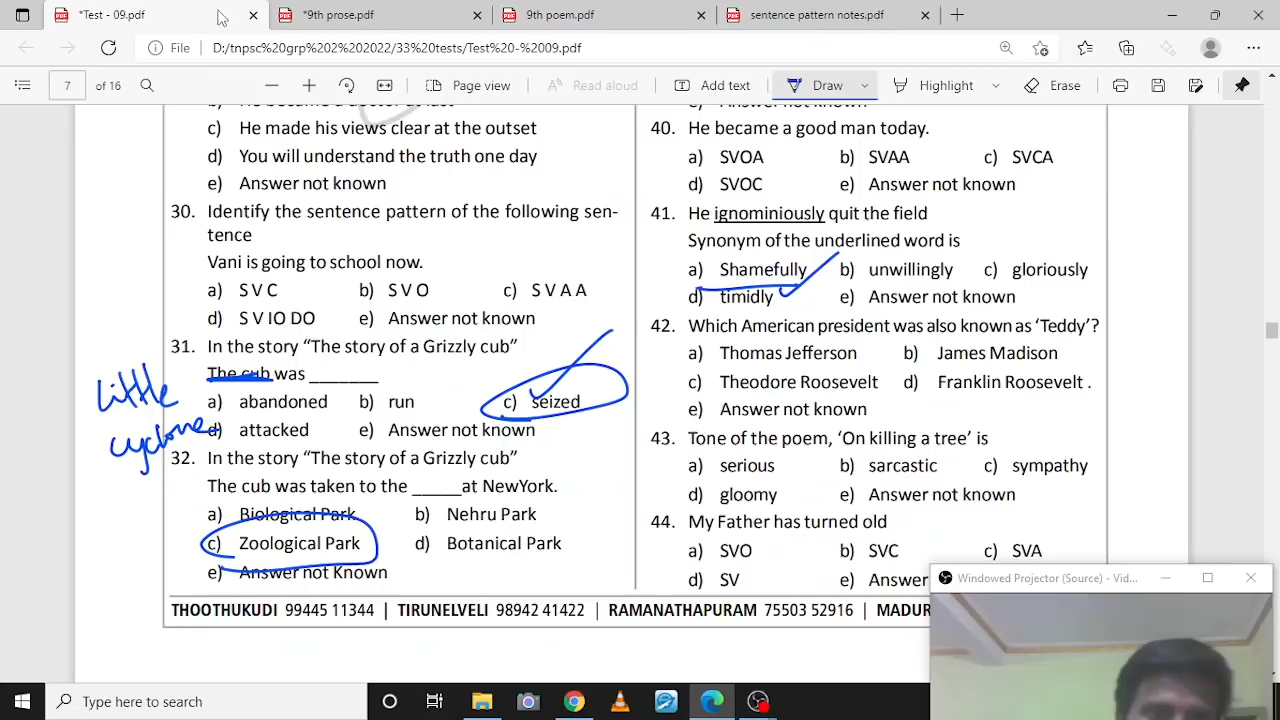 *Test - 09.pdf
*9th prose.pdf
9th poem.pdf
sentence pattern notes.pdf
File
D:/tnpsc%20grp%202%202022/33%20tests/Test%20-%2009.pdf
7 of 16
Page view
Read aloud
Add text
Draw
Highlight
Erase
c) He made his views clear at the outset
d) You will understand the truth one day
e) Answer not known
30. Identify the sentence pattern of the following sen-
tence
Vani is going to school now.
a) S V C b) S V O c) S V A A
d) S V IO DO e) Answer not known
31. In the story “The story of a Grizzly cub”
The cub was _______
a) abandoned b) run c) seized
d) attacked e) Answer not known
Little
cyclone
32. In the story “The story of a Grizzly cub”
The cub was taken to the _____at NewYork.
a) Biological Park b) Nehru Park
c) Zoological Park d) Botanical Park
e) Answer not Known
e) Answer not known
40. He became a good man today.
a) SVOA b) SVAA c) SVCA
d) SVOC e) Answer not known
41. He ignominiously quit the field
Synonym of the underlined word is
a) Shamefully b) unwillingly c) gloriously
d) timidly e) Answer not known
42. Which American president was also known as ‘Teddy’?
a) Thomas Jefferson b) James Madison
c) Theodore Roosevelt d) Franklin Roosevelt .
e) Answer not known
43. Tone of the poem, ‘On killing a tree’ is
a) serious b) sarcastic c) sympathy
d) gloomy e) Answer not known
44. My Father has turned old
a) SVO b) SVC c) SVA
d) SV e) Answer
THOOTHUKUDI 99445 11344 | TIRUNELVELI 98942 41422 | RAMANATHAPURAM 75503 52916 | MADUR
Windowed Projector (Source) - Vid...
Type here to search